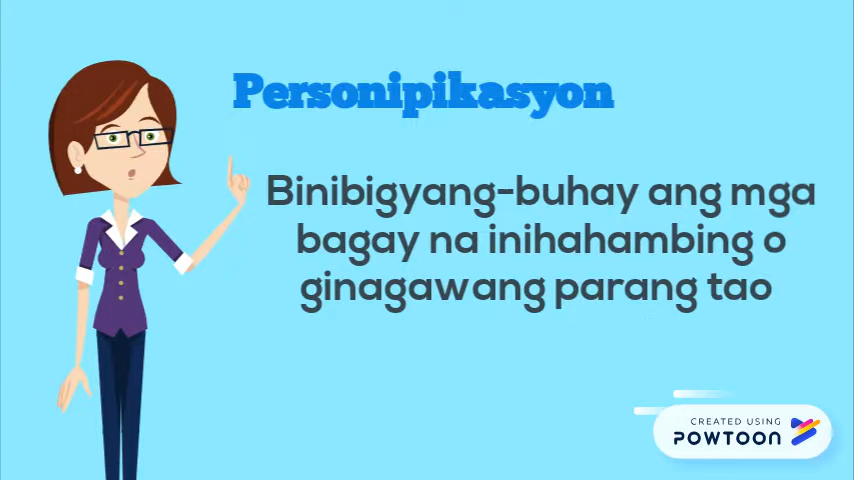 Personipikasyon
Binibigyang-buhay ang mga
bagay na inihahambing o
ginagawang parang tao
CREATED USING
POWTOON